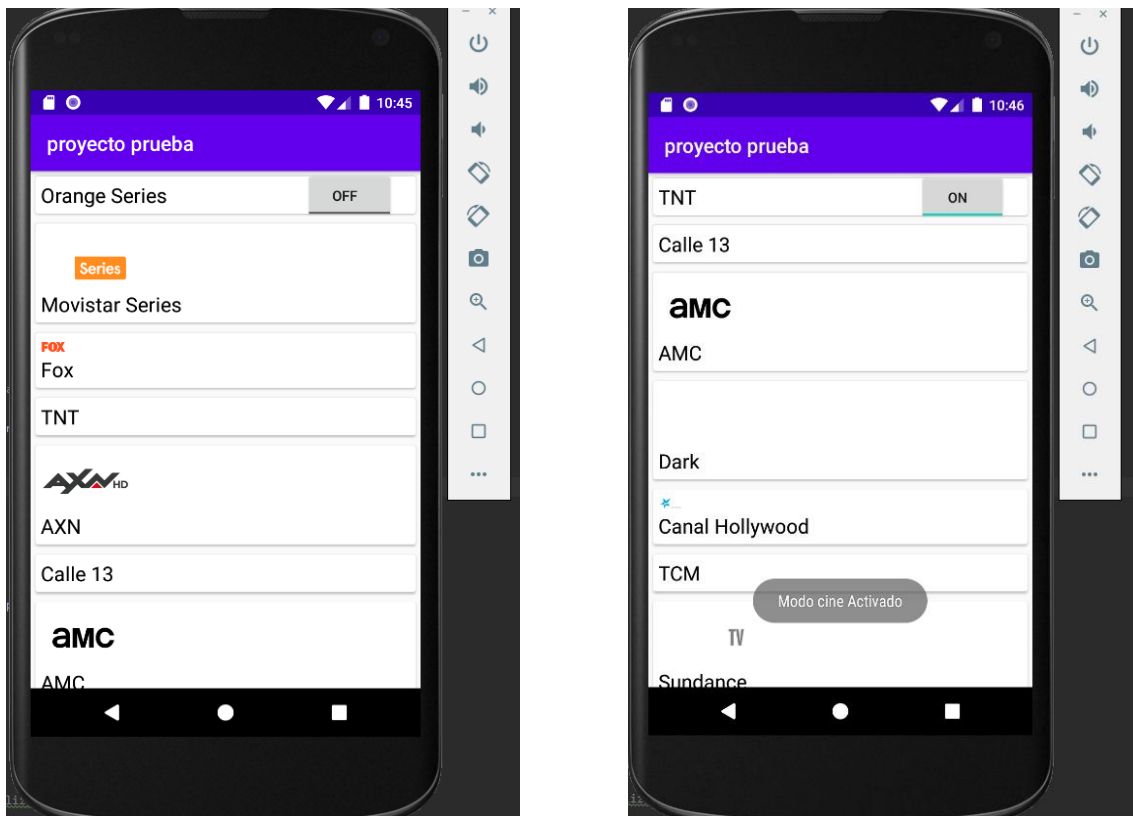 10:45
proyecto prueba
Orange Series
OFF
Series
Movistar Series
FOX
Fox
TNT
AXN HD
AXN
Calle 13
aMC
AMC
10:46
proyecto prueba
TNT
ON
Calle 13
aMC
AMC
Dark
Canal Hollywood
TCM
Modo cine Activado
TV
Sundance